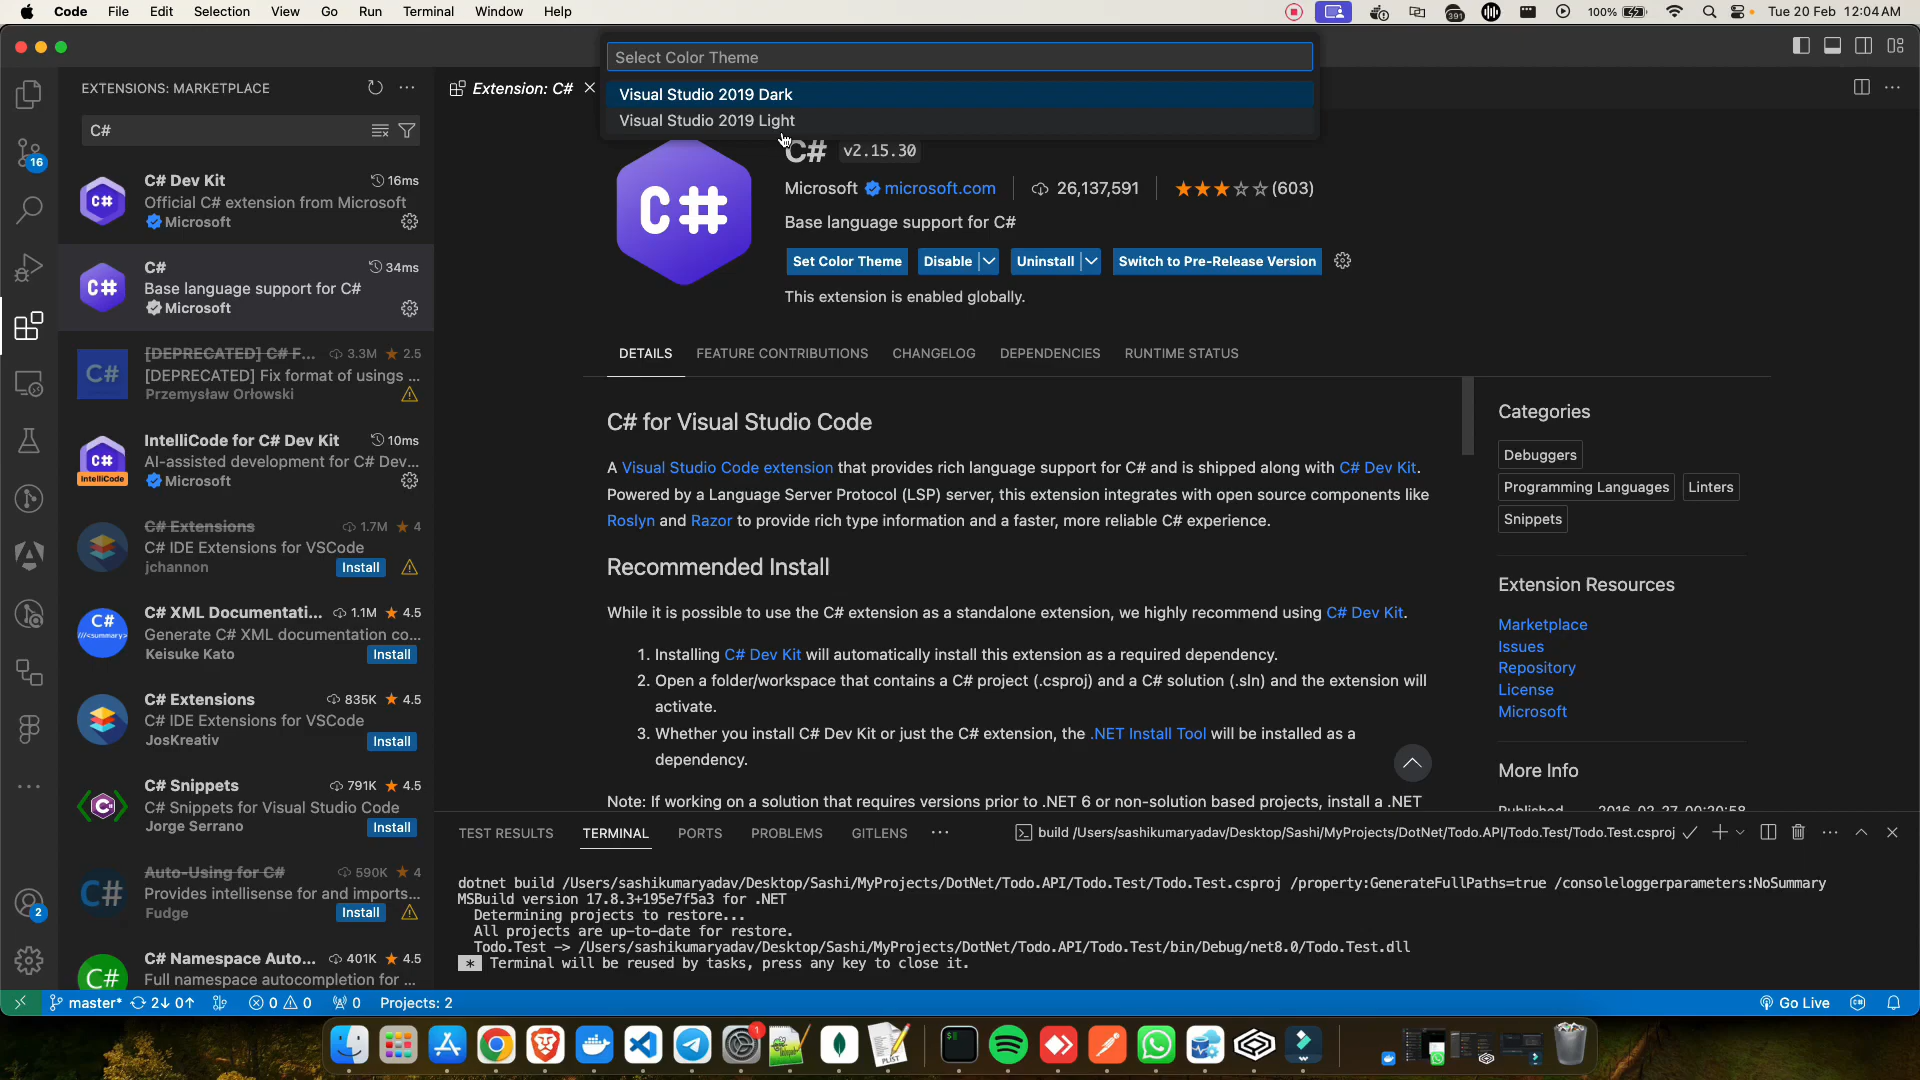 Code File Edit Selection View Go Run Terminal Window Help
391
100%
Tue 20 Feb 12:04 AM
Select Color Theme
Visual Studio 2019 Dark
Visual Studio 2019 Light
EXTENSIONS: MARKETPLACE
C#
16
C# Dev Kit 16ms
Official C# extension from Microsoft
Microsoft
C# 34ms
Base language support for C#
Microsoft
[DEPRECATED] C# F... 3.3M 2.5
[DEPRECATED] Fix format of usings ...
Przemysław Orłowski
IntelliCode for C# Dev Kit 10ms
AI-assisted development for C# Dev...
Microsoft
C# Extensions 1.7M 4
C# IDE Extensions for VSCode
jchannon Install
C# XML Documentati... 1.1M 4.5
Generate C# XML documentation co...
Keisuke Kato Install
C# Extensions 835K 4.5
C# IDE Extensions for VSCode
JosKreativ Install
C# Snippets 791K 4.5
C# Snippets for Visual Studio Code
Jorge Serrano Install
Auto-Using for C# 590K 4
Provides intellisense for and imports...
Fudge Install
C# Namespace Auto... 401K 4.5
Full namespace autocompletion for ...
C#
C#
C#
C#
IntelliCode
C#
///<summary>
C#
C#
2
Extension: C#
C#
C# v2.15.30
Microsoft microsoft.com 26,137,591 (603)
Base language support for C#
Set Color Theme Disable Uninstall Switch to Pre-Release Version
This extension is enabled globally.
DETAILS FEATURE CONTRIBUTIONS CHANGELOG DEPENDENCIES RUNTIME STATUS
C# for Visual Studio Code
A Visual Studio Code extension that provides rich language support for C# and is shipped along with C# Dev Kit.
Powered by a Language Server Protocol (LSP) server, this extension integrates with open source components like
Roslyn and Razor to provide rich type information and a faster, more reliable C# experience.
Recommended Install
While it is possible to use the C# extension as a standalone extension, we highly recommend using C# Dev Kit.
1. Installing C# Dev Kit will automatically install this extension as a required dependency.
2. Open a folder/workspace that contains a C# project (.csproj) and a C# solution (.sln) and the extension will
activate.
3. Whether you install C# Dev Kit or just the C# extension, the .NET Install Tool will be installed as a
dependency.
Note: If working on a solution that requires versions prior to .NET 6 or non-solution based projects, install a .NET
Categories
Debuggers
Programming Languages Linters
Snippets
Extension Resources
Marketplace
Issues
Repository
License
Microsoft
More Info
Published 2016-02-27, 00:20:58
TEST RESULTS TERMINAL PORTS PROBLEMS GITLENS
build /Users/sashikumaryadav/Desktop/Sashi/MyProjects/DotNet/Todo.API/Todo.Test/Todo.Test.csproj
dotnet build /Users/sashikumaryadav/Desktop/Sashi/MyProjects/DotNet/Todo.API/Todo.Test/Todo.Test.csproj /property:GenerateFullPaths=true /consoleloggerparameters:NoSummary
MSBuild version 17.8.3+195e7f5a3 for .NET
Determining projects to restore...
All projects are up-to-date for restore.
Todo.Test -> /Users/sashikumaryadav/Desktop/Sashi/MyProjects/DotNet/Todo.API/Todo.Test/bin/Debug/net8.0/Todo.Test.dll
* Terminal will be reused by tasks, press any key to close it.
master* 2↓ 0↑ 0 0 0 Projects: 2
Go Live
1
PLIST